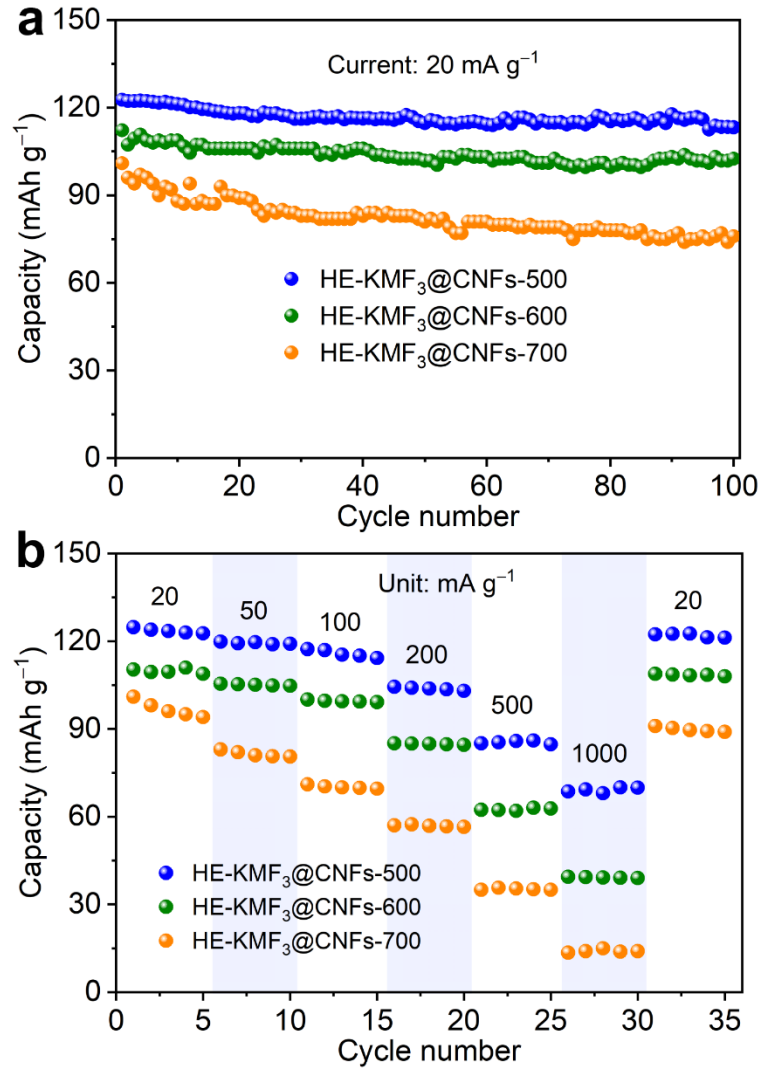 a
150
120
90
60
30
0
Capacity (mAh g⁻¹)
Current: 20 mA g⁻¹
HE-KMF₃@CNFs-500
HE-KMF₃@CNFs-600
HE-KMF₃@CNFs-700
0 20 40 60 80 100
Cycle number
b
150
120
90
60
30
0
Capacity (mAh g⁻¹)
Unit: mA g⁻¹
20 50 100 200 500 1000 20
HE-KMF₃@CNFs-500
HE-KMF₃@CNFs-600
HE-KMF₃@CNFs-700
0 5 10 15 20 25 30 35
Cycle number